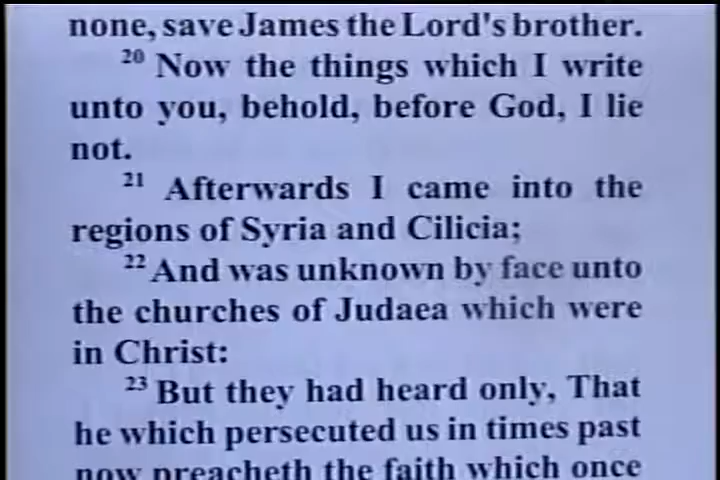 none, save James the Lord's brother.
20 Now the things which I write
unto you, behold, before God, I lie
not.
21 Afterwards I came into the
regions of Syria and Cilicia;
22 And was unknown by face unto
the churches of Judaea which were
in Christ:
23 But they had heard only, That
he which persecuted us in times past
now preacheth the faith which once